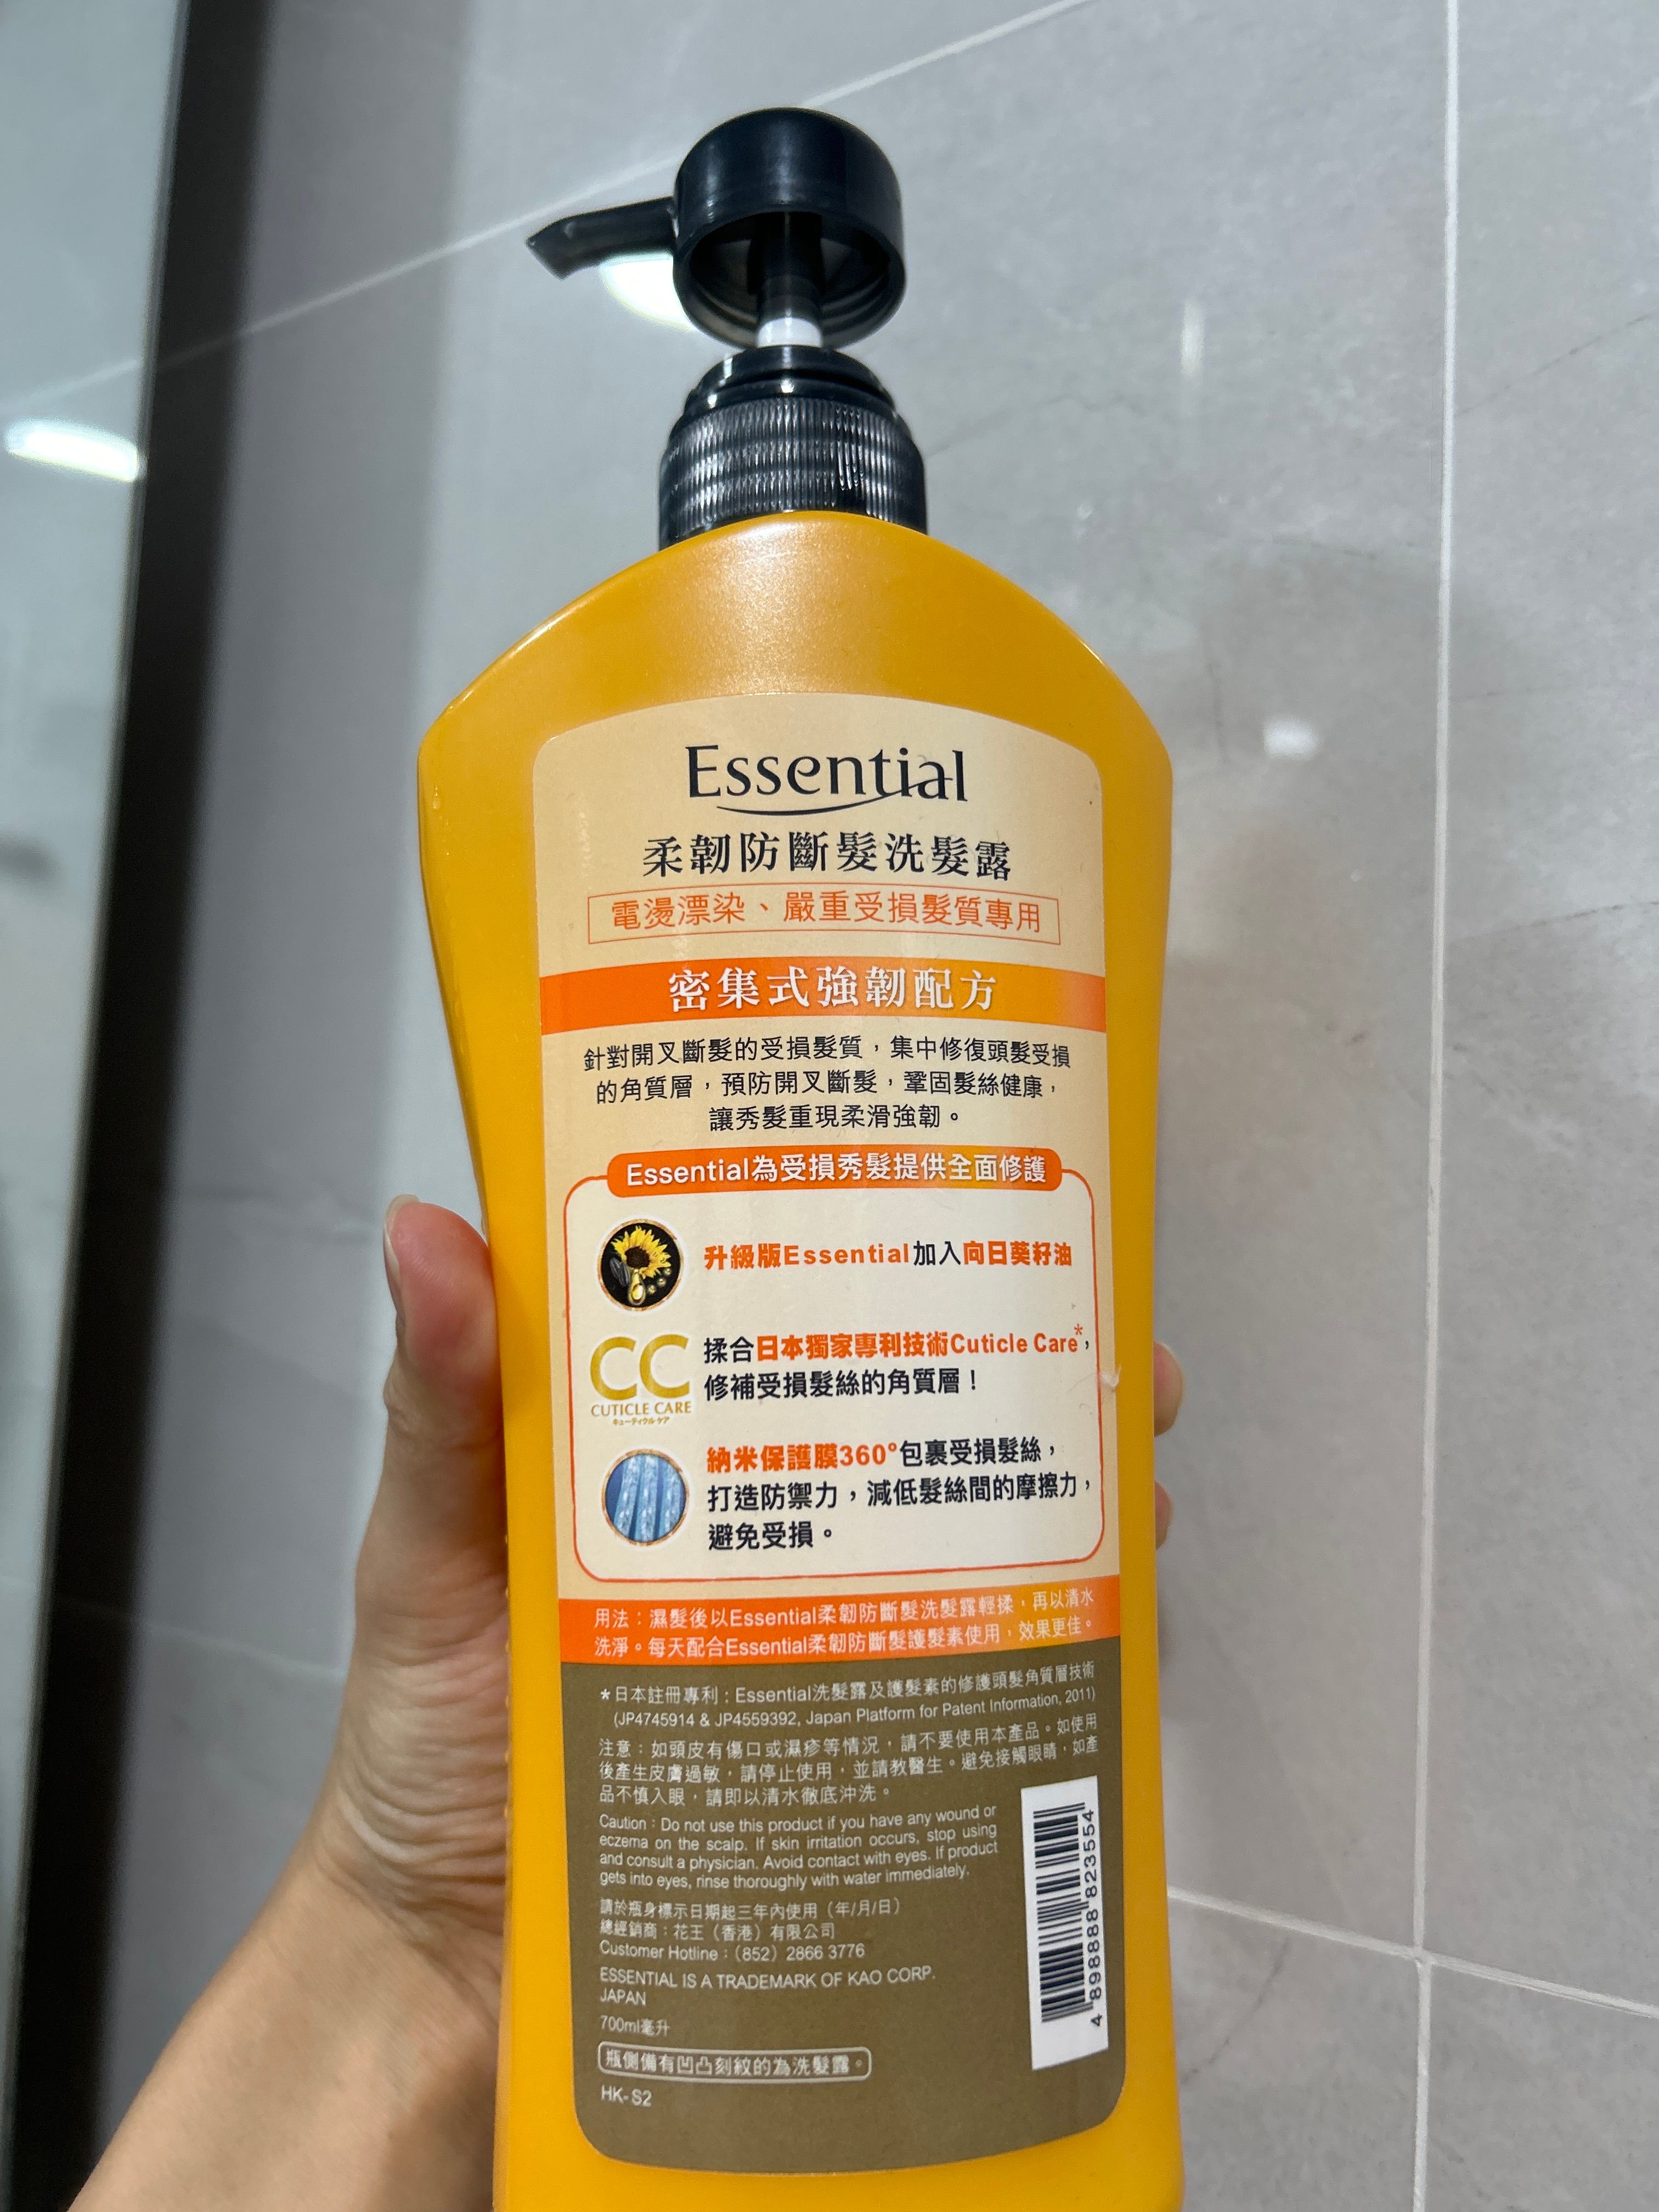 Essential
柔韌防斷髮洗髮露
電燙漂染、嚴重受損髮質專用
密集式強韌配方
針對開叉斷髮的受損髮質，集中修復頭髮受損
的角質層，預防開叉斷髮，鞏固髮絲健康，
讓秀髮重現柔滑強韌。
Essential為受損秀髮提供全面修護
升級版Essential加入向日葵籽油
CC
CUTICLE CARE
キューティクル ケア
揉合日本獨家專利技術Cuticle Care*，
修補受損髮絲的角質層！
納米保護膜360°包裹受損髮絲，
打造防禦力，減低髮絲間的摩擦力，
避免受損。
用法：濕髮後以Essential柔韌防斷髮洗髮露輕揉，再以清水
洗淨。每天配合Essential柔韌防斷髮護髮素使用，效果更佳。
*日本註冊專利：Essential洗髮露及護髮素的修護頭髮角質層技術
(JP4745914 & JP4559392, Japan Platform for Patent Information, 2011)
注意：如頭皮有傷口或濕疹等情況，請不要使用本產品。如使用
後產生皮膚過敏，請停止使用，並請教醫生。避免接觸眼睛，如產
品不慎入眼，請即以清水徹底沖洗。
Caution：Do not use this product if you have any wound or
eczema on the scalp. If skin irritation occurs, stop using
and consult a physician. Avoid contact with eyes. If product
gets into eyes, rinse thoroughly with water immediately.
請於瓶身標示日期起三年內使用（年/月/日）
總經銷商：花王（香港）有限公司
Customer Hotline：（852）2866 3776
ESSENTIAL IS A TRADEMARK OF KAO CORP.
JAPAN
700ml毫升
瓶側備有凹凸刻紋的為洗髮露。
HK-S2
4 898888 823554